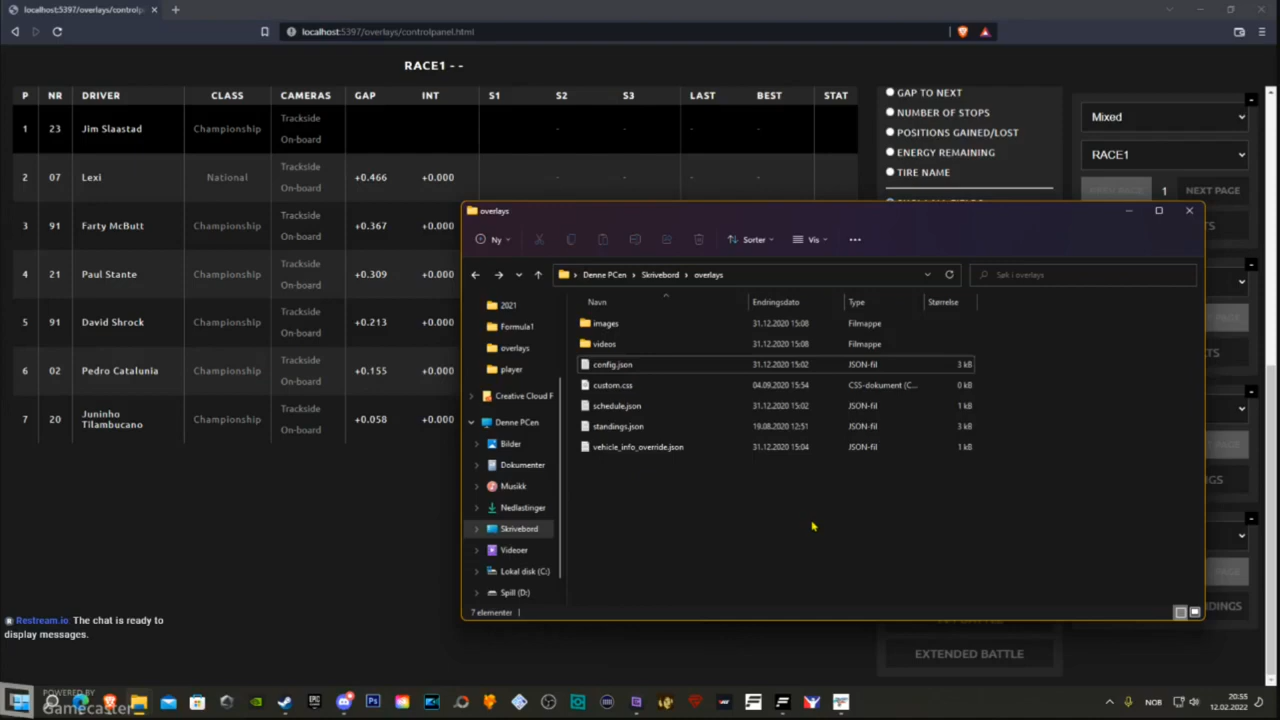 localhost:5397/overlays/controlp
localhost:5397/overlays/controlpanel.html
RACE1 - -
P NR DRIVER CLASS CAMERAS GAP INT S1 S2 S3 LAST BEST STAT
1 23 Jim Slaastad Championship Trackside On-board - - - -
2 07 Lexi National Trackside On-board +0.466 +0.000 - - - -
3 91 Farty McButt Championship Trackside On-board +0.367 +0.000
4 21 Paul Stante Championship Trackside On-board +0.309 +0.000
5 91 David Shrock Championship Trackside On-board +0.213 +0.000
6 02 Pedro Catalunia Championship Trackside On-board +0.155 +0.000
7 20 Juninho Tilambucano Championship Trackside On-board +0.058 +0.000
GAP TO NEXT
NUMBER OF STOPS
POSITIONS GAINED/LOST
ENERGY REMAINING
TIRE NAME
Mixed
RACE1
1 NEXT PAGE
overlays
Ny Sorter Vis
Denne PCen > Skrivebord > overlays
Søk i overlays
2021
Formula1
overlays
player
Creative Cloud F
Denne PCen
Bilder
Dokumenter
Musikk
Nedlastinger
Skrivebord
Videoer
Lokal disk (C:)
Spill (D:)
Navn Endringsdato Type Størrelse
images 31.12.2020 15:08 Filmappe
videos 31.12.2020 15:08 Filmappe
config.json 31.12.2020 15:02 JSON-fil 3 kB
custom.css 04.09.2020 15:54 CSS-dokument (C... 0 kB
schedule.json 31.12.2020 15:02 JSON-fil 1 kB
standings.json 19.08.2020 12:51 JSON-fil 3 kB
vehicle_info_override.json 31.12.2020 15:04 JSON-fil 1 kB
7 elementer
EXTENDED BATTLE
Restream.io The chat is ready to
display messages.
POWERED BY
Gamecaster
NOB
20:55
12.02.2022